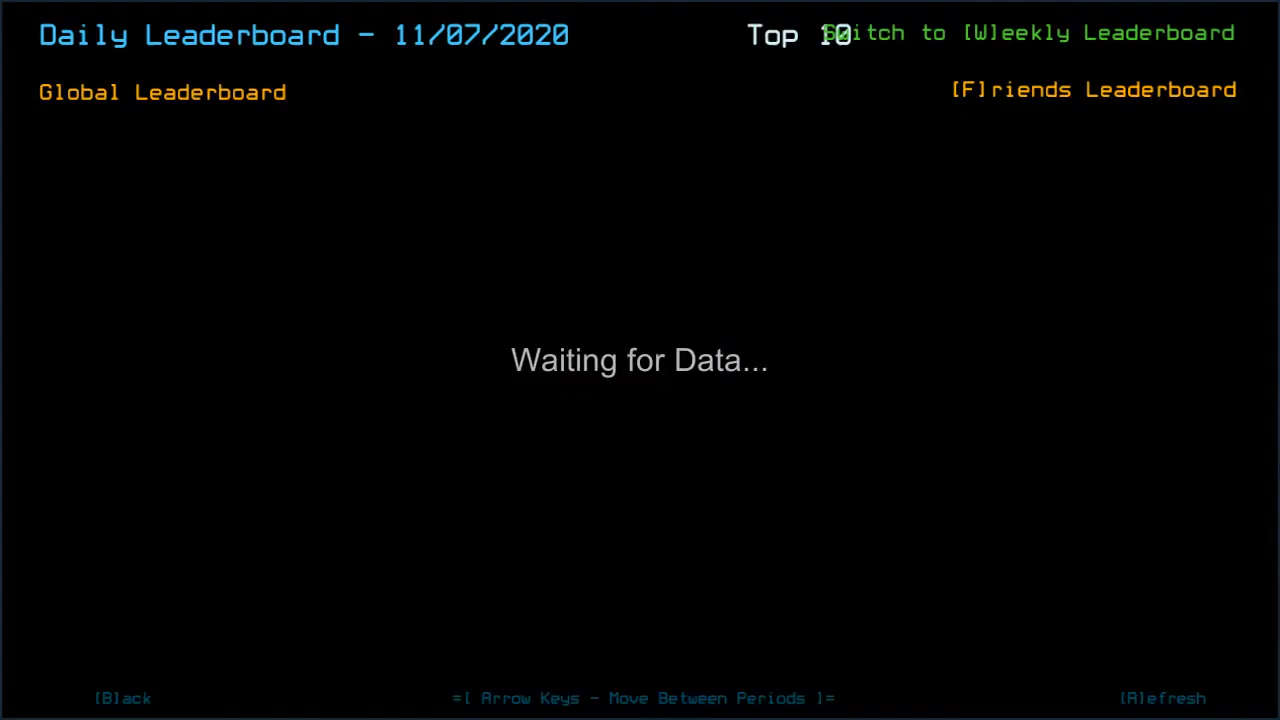 Daily Leaderboard - 11/07/2020
Top 10
Switch to [W]eekly Leaderboard
Global Leaderboard
[F]riends Leaderboard
Waiting for Data...
[B]ack
=[ Arrow Keys - Move Between Periods ]=
[R]efresh